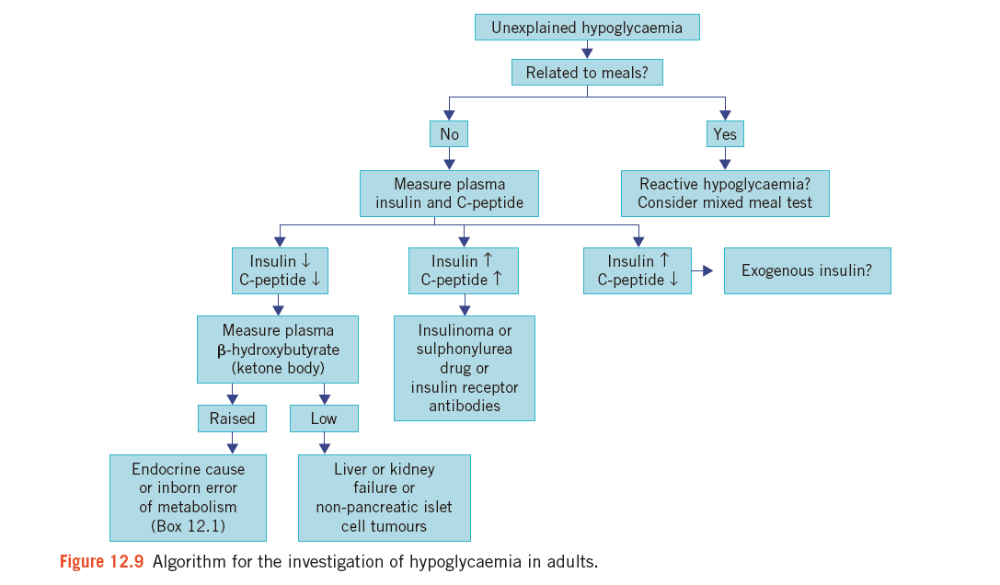 Unexplained hypoglycaemia
Related to meals?
No
Yes
Measure plasma
insulin and C-peptide
Reactive hypoglycaemia?
Consider mixed meal test
Insulin ↓
C-peptide ↓
Insulin ↑
C-peptide ↑
Insulin ↑
C-peptide ↓
Exogenous insulin?
Measure plasma
β-hydroxybutyrate
(ketone body)
Insulinoma or
sulphonylurea
drug or
insulin receptor
antibodies
Raised
Low
Endocrine cause
or inborn error
of metabolism
(Box 12.1)
Liver or kidney
failure or
non-pancreatic islet
cell tumours
Figure 12.9 Algorithm for the investigation of hypoglycaemia in adults.